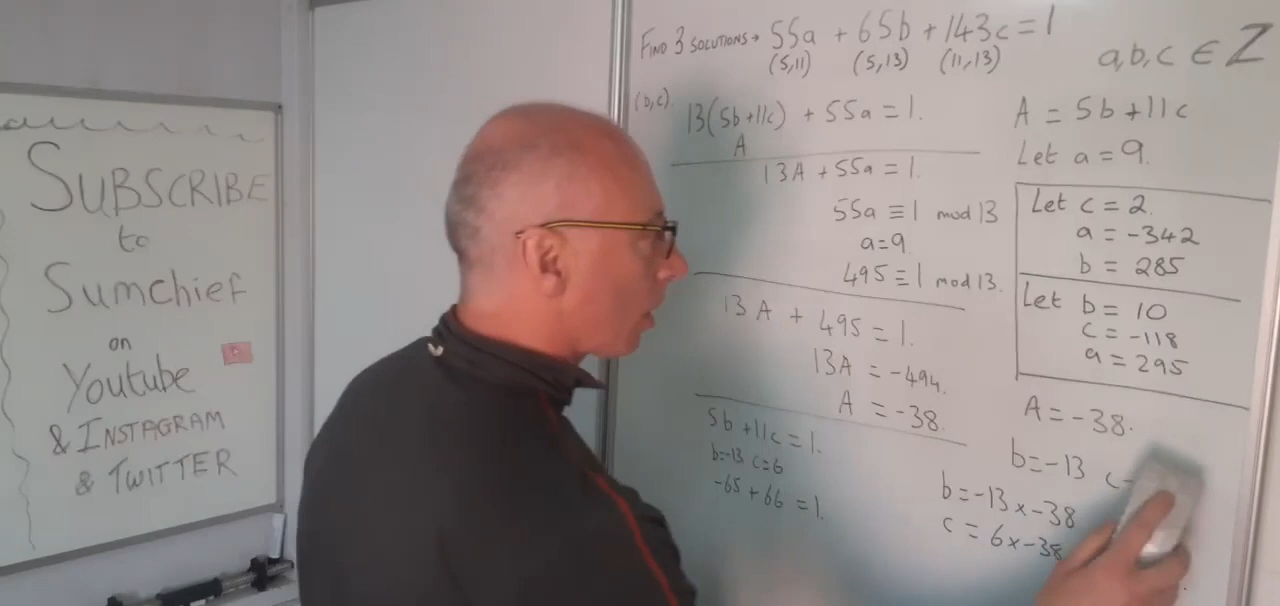 SUBSCRIBE
to
Sumchief
on
Youtube
& INSTAGRAM
& TWITTER
FIND 3 SOLUTIONS → 55a + 65b + 143c = 1
(5,11) (5,13) (11,13)
a,b,c ∈ Z
(b,c).
13(5b+11c) + 55a = 1.
A
13A + 55a = 1.
55a ≡ 1 mod 13
a=9.
495 ≡ 1 mod 13.
13A + 495 = 1.
13A = -494.
A = -38.
5b + 11c = 1.
b=-13 c=6
-65 + 66 = 1.
A = 5b + 11c
Let a = 9.
Let c = 2.
a = -342
b = 285
Let b = 10
c = -118
a = 295
A = -38.
b = -13 c
b = -13 x -38
c = 6 x -38